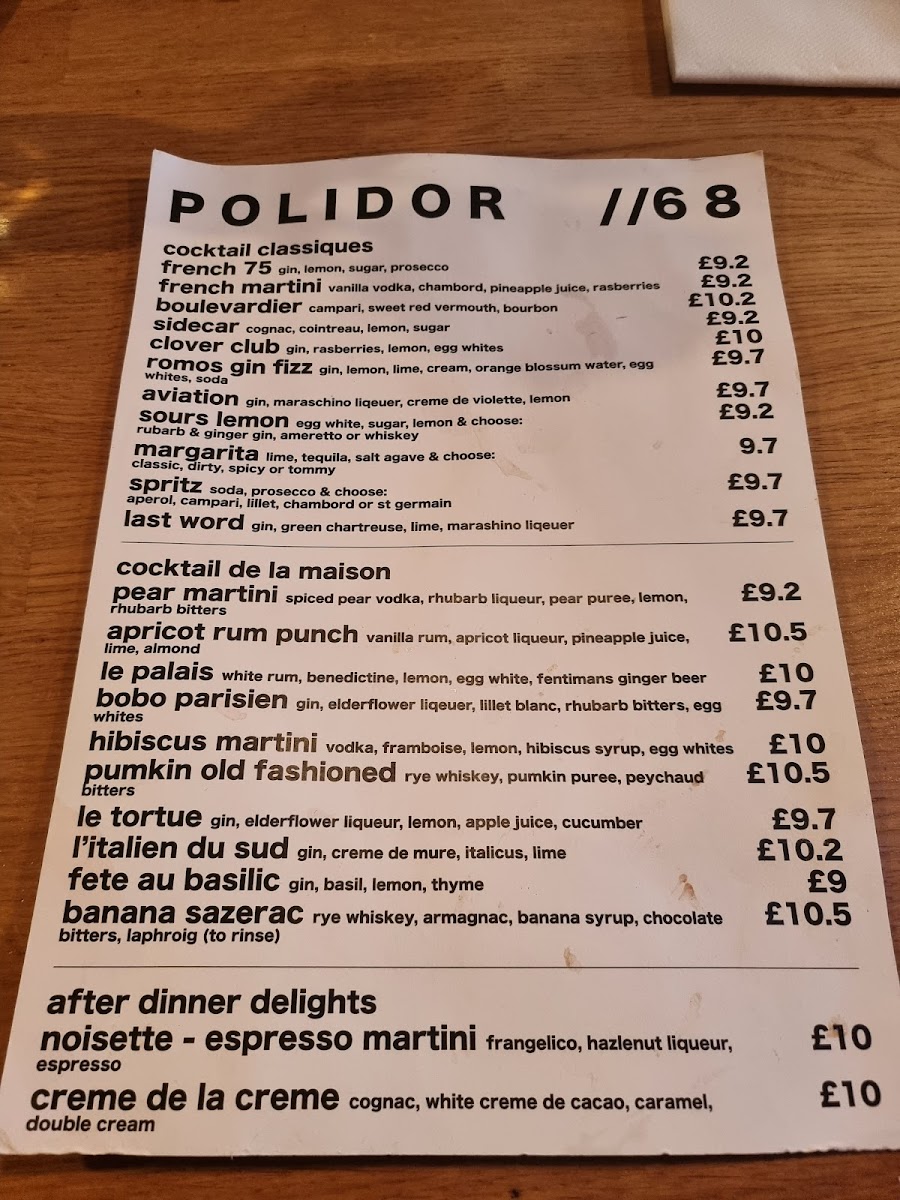 POLIDOR //68
cocktail classiques
french 75 gin, lemon, sugar, prosecco £9.2
french martini vanilla vodka, chambord, pineapple juice, rasberries £9.2
boulevardier campari, sweet red vermouth, bourbon £10.2
sidecar cognac, cointreau, lemon, sugar £9.2
clover club gin, rasberries, lemon, egg whites £10
romos gin fizz gin, lemon, lime, cream, orange blossum water, egg £9.7
whites, soda
aviation gin, maraschino liqeuer, creme de violette, lemon £9.7
sours lemon egg white, sugar, lemon & choose: £9.2
rubarb & ginger gin, ameretto or whiskey
margarita lime, tequila, salt agave & choose: 9.7
classic, dirty, spicy or tommy
spritz soda, prosecco & choose: £9.7
aperol, campari, lillet, chambord or st germain
last word gin, green chartreuse, lime, marashino liqeuer £9.7
cocktail de la maison
pear martini spiced pear vodka, rhubarb liqueur, pear puree, lemon, £9.2
rhubarb bitters
apricot rum punch vanilla rum, apricot liqueur, pineapple juice, £10.5
lime, almond
le palais white rum, benedictine, lemon, egg white, fentimans ginger beer £10
bobo parisien gin, elderflower liqeuer, lillet blanc, rhubarb bitters, egg £9.7
whites
hibiscus martini vodka, framboise, lemon, hibiscus syrup, egg whites £10
pumkin old fashioned rye whiskey, pumkin puree, peychaud £10.5
bitters
le tortue gin, elderflower liqueur, lemon, apple juice, cucumber £9.7
l'italien du sud gin, creme de mure, italicus, lime £10.2
fete au basilic gin, basil, lemon, thyme £9
banana sazerac rye whiskey, armagnac, banana syrup, chocolate £10.5
bitters, laphroig (to rinse)
after dinner delights
noisette - espresso martini frangelico, hazlenut liqueur, £10
espresso
creme de la creme cognac, white creme de cacao, caramel, £10
double cream